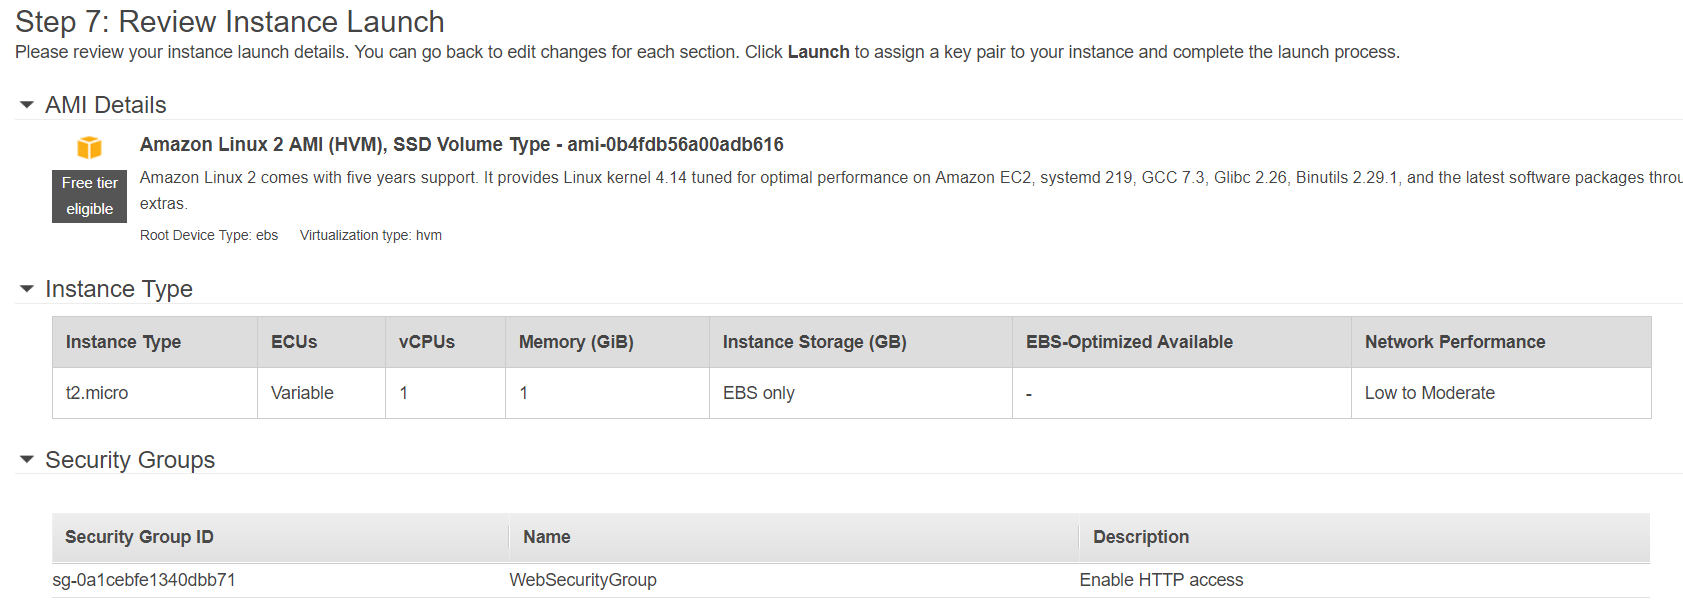 Step 7: Review Instance Launch
Please review your instance launch details. You can go back to edit changes for each section. Click Launch to assign a key pair to your instance and complete the launch process.
AMI Details
Amazon Linux 2 AMI (HVM), SSD Volume Type - ami-0b4fdb56a00adb616
Free tier
eligible
Amazon Linux 2 comes with five years support. It provides Linux kernel 4.14 tuned for optimal performance on Amazon EC2, systemd 219, GCC 7.3, Glibc 2.26, Binutils 2.29.1, and the latest software packages
extras.
Root Device Type: ebs Virtualization type: hvm
Instance Type
Instance Type ECUs vCPUs Memory (GiB) Instance Storage (GB) EBS-Optimized Available Network Performance
t2.micro Variable 1 1 EBS only - Low to Moderate
Security Groups
Security Group ID Name Description
sg-0a1cebfe1340dbb71 WebSecurityGroup Enable HTTP access